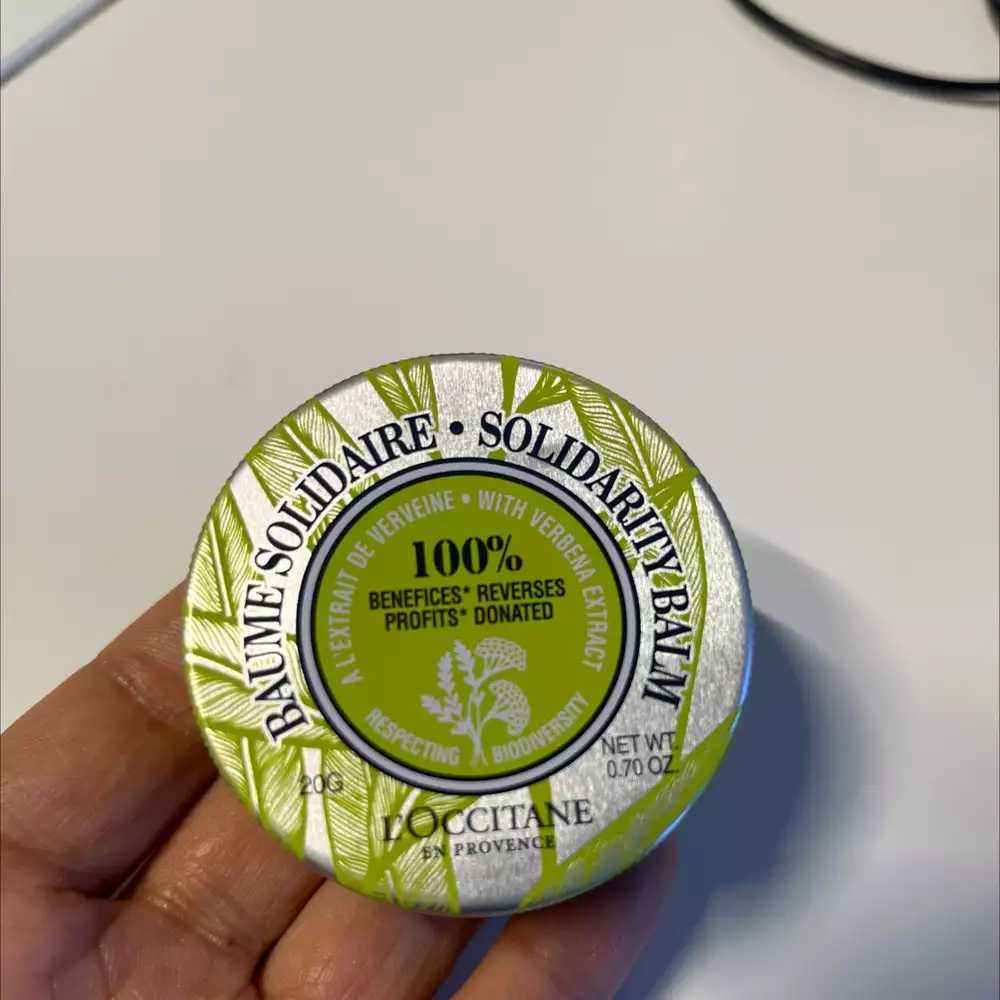 BAUME SOLIDAIRE • SOLIDARITY BALM
A L'EXTRAIT DE VERVEINE • WITH VERBENA EXTRACT
100%
BENEFICES* REVERSES
PROFITS* DONATED
RESPECTING BIODIVERSITY
20G
NET WT.
0.70 OZ.
L'OCCITANE
EN PROVENCE